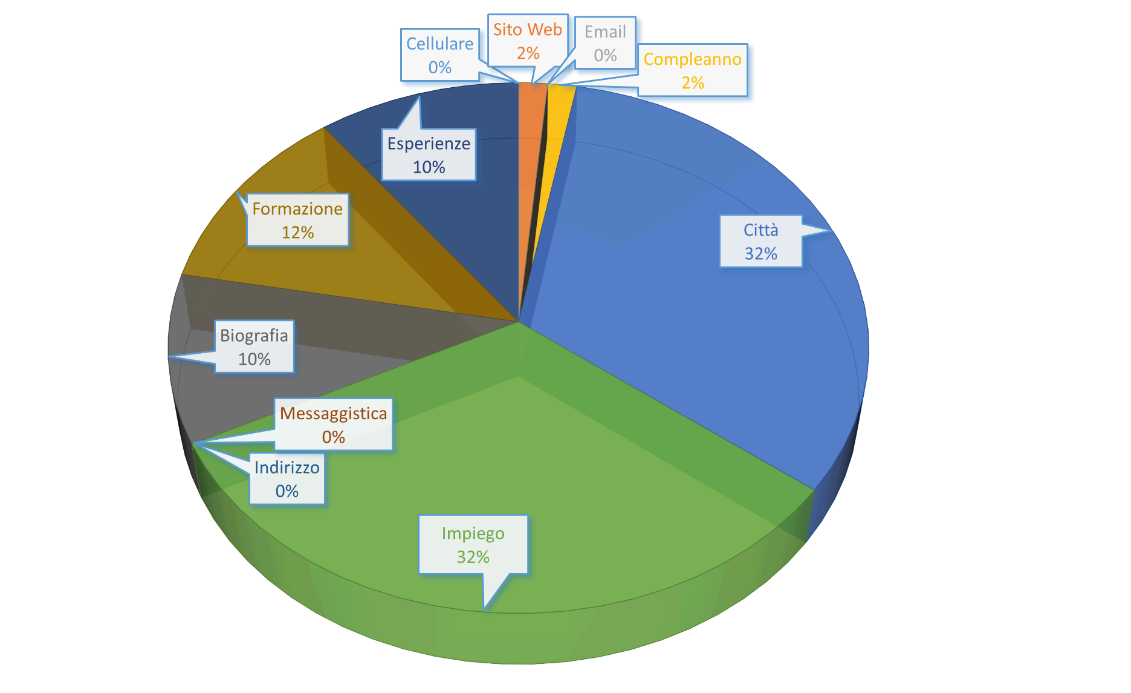 Cellulare
0%
Sito Web
2%
Email
0%
Compleanno
2%
Città
32%
Impiego
32%
Indirizzo
0%
Messaggistica
0%
Biografia
10%
Formazione
12%
Esperienze
10%